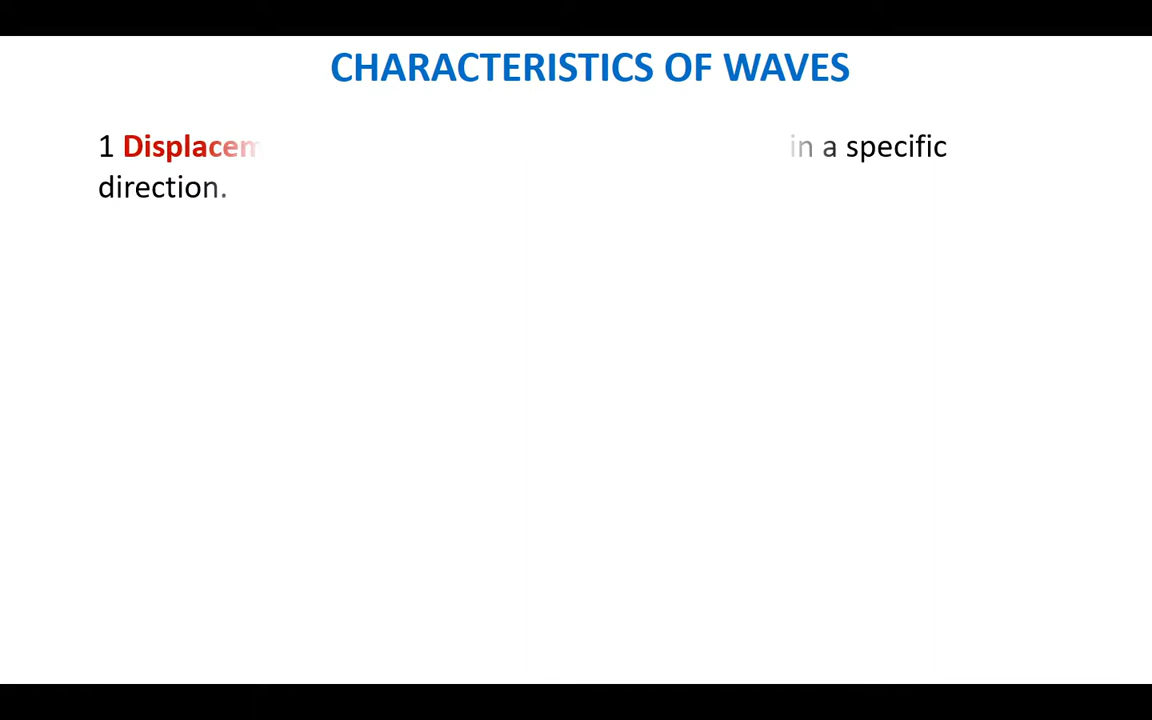 CHARACTERISTICS OF WAVES
1 Displacem in a specific
direction.